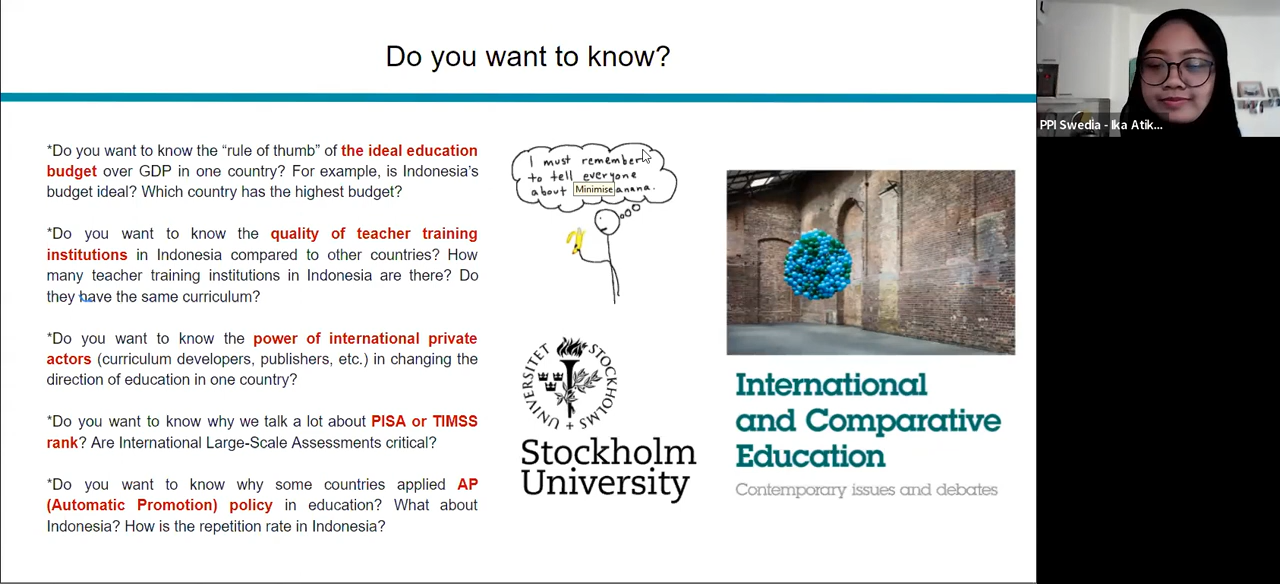 Do you want to know?
*Do you want to know the “rule of thumb” of the ideal education
budget over GDP in one country? For example, is Indonesia's
budget ideal? Which country has the highest budget?
*Do you want to know the quality of teacher training
institutions in Indonesia compared to other countries? How
many teacher training institutions in Indonesia are there? Do
they have the same curriculum?
*Do you want to know the power of international private
actors (curriculum developers, publishers, etc.) in changing the
direction of education in one country?
*Do you want to know why we talk a lot about PISA or TIMSS
rank? Are International Large-Scale Assessments critical?
*Do you want to know why some countries applied AP
(Automatic Promotion) policy in education? What about
Indonesia? How is the repetition rate in Indonesia?
I must remember
to tell everyone
about Minimise anana.
STOCKHOLMS UNIVERSITET
Stockholm
University
International
and Comparative
Education
Contemporary issues and debates
PPI Swedia - Ika Atik...